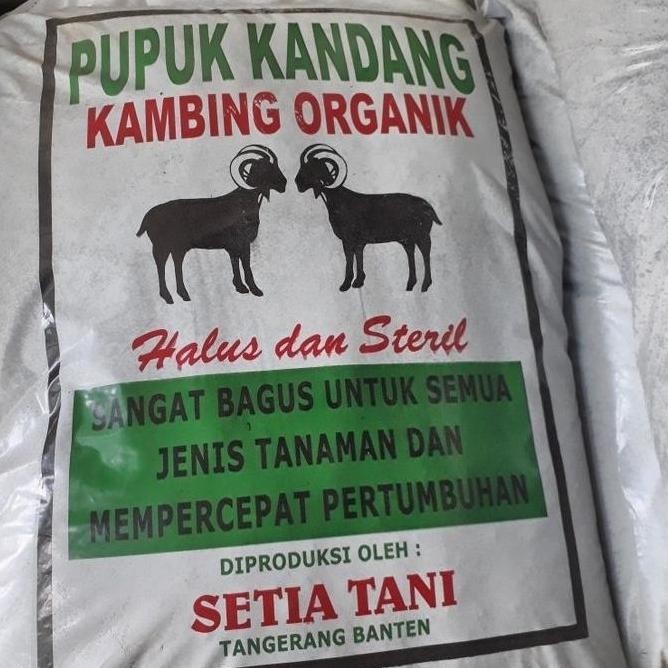 PUPUK KANDANG
KAMBING ORGANIK
Halus dan Steril
SANGAT BAGUS UNTUK SEMUA
JENIS TANAMAN DAN
MEMPERCEPAT PERTUMBUHAN
DIPRODUKSI OLEH :
SETIA TANI
TANGERANG BANTEN